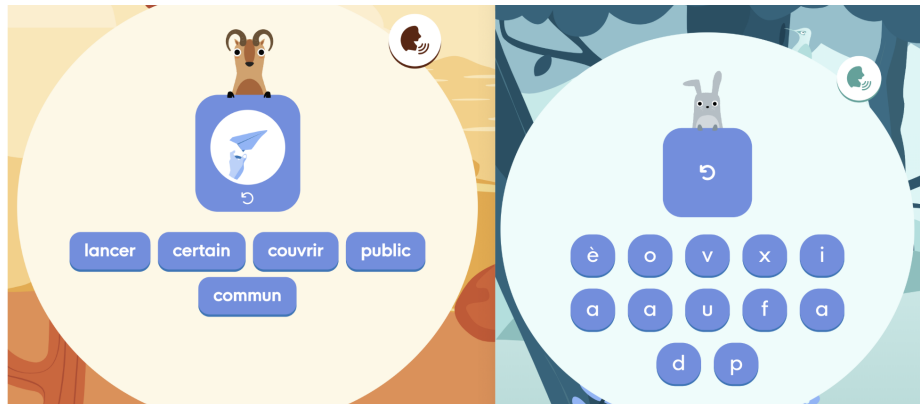 lancer certain couvrir public
commun
è o v x i
a a u f a
d p